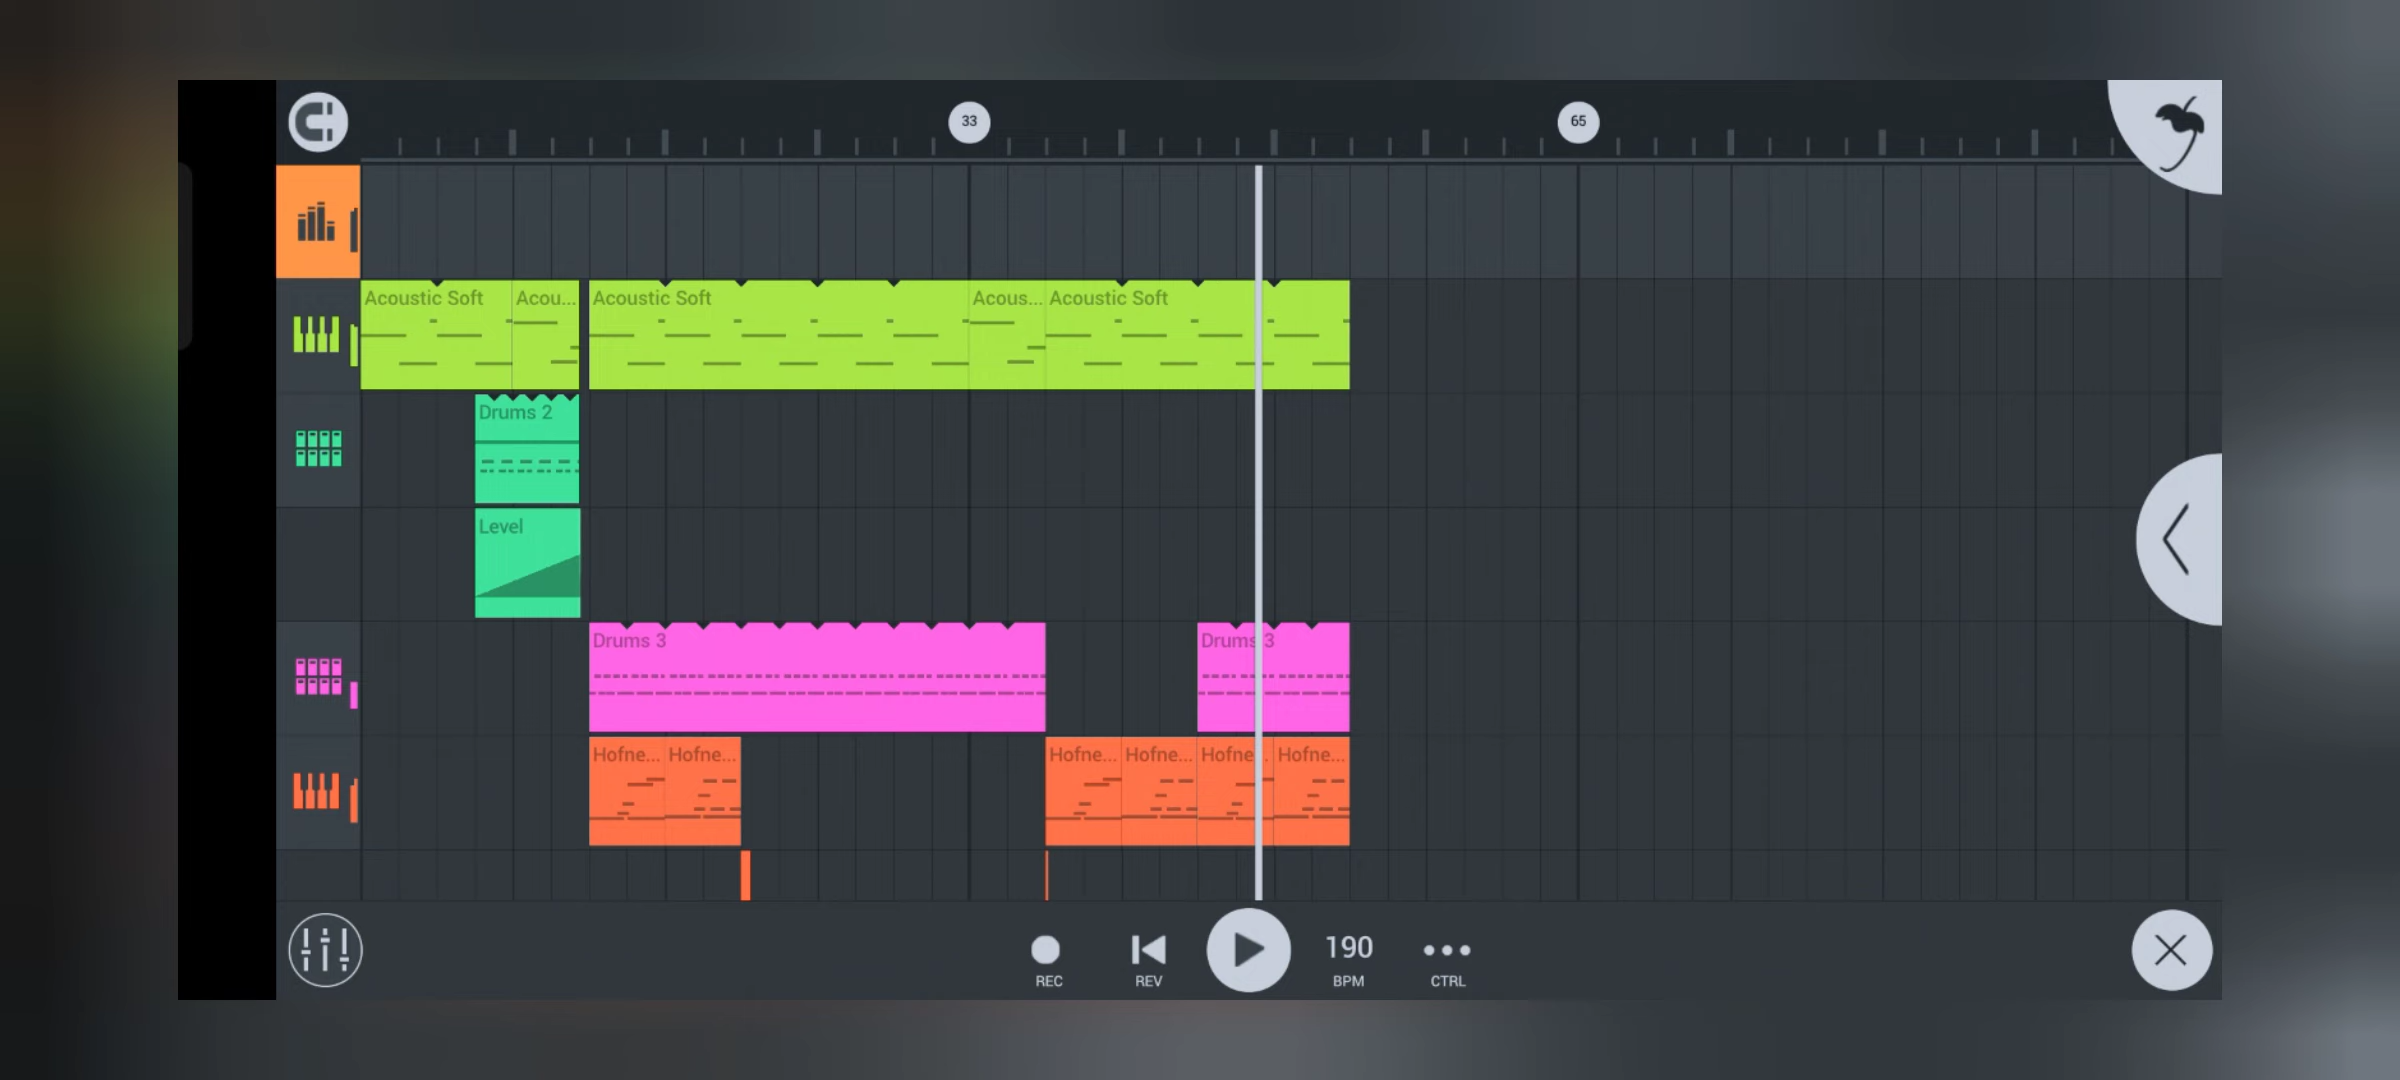 33
65
Acoustic Soft
Acou...
Acoustic Soft
Acous...
Acoustic Soft
Drums 2
Level
Drums 3
Drums 3
Hofne...
Hofne...
Hofne...
Hofne...
Hofne...
Hofne...
190
REC
REV
BPM
CTRL